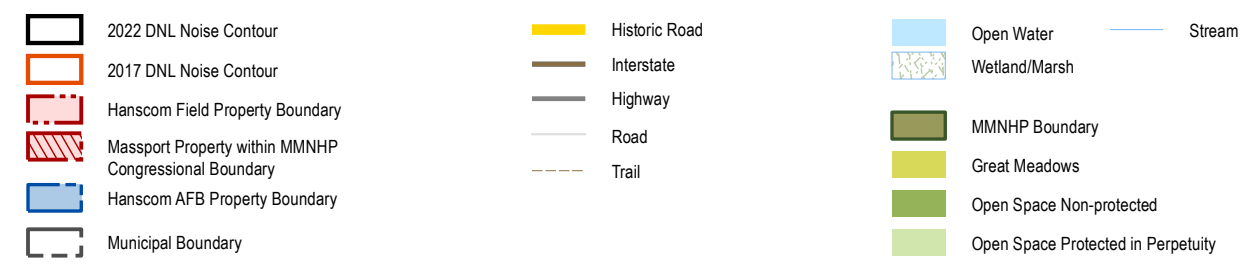 2022 DNL Noise Contour
2017 DNL Noise Contour
Hanscom Field Property Boundary
Massport Property within MMNHP
Congressional Boundary
Hanscom AFB Property Boundary
Municipal Boundary
Historic Road
Interstate
Highway
Road
Trail
Open Water
Stream
Wetland/Marsh
MMNHP Boundary
Great Meadows
Open Space Non-protected
Open Space Protected in Perpetuity